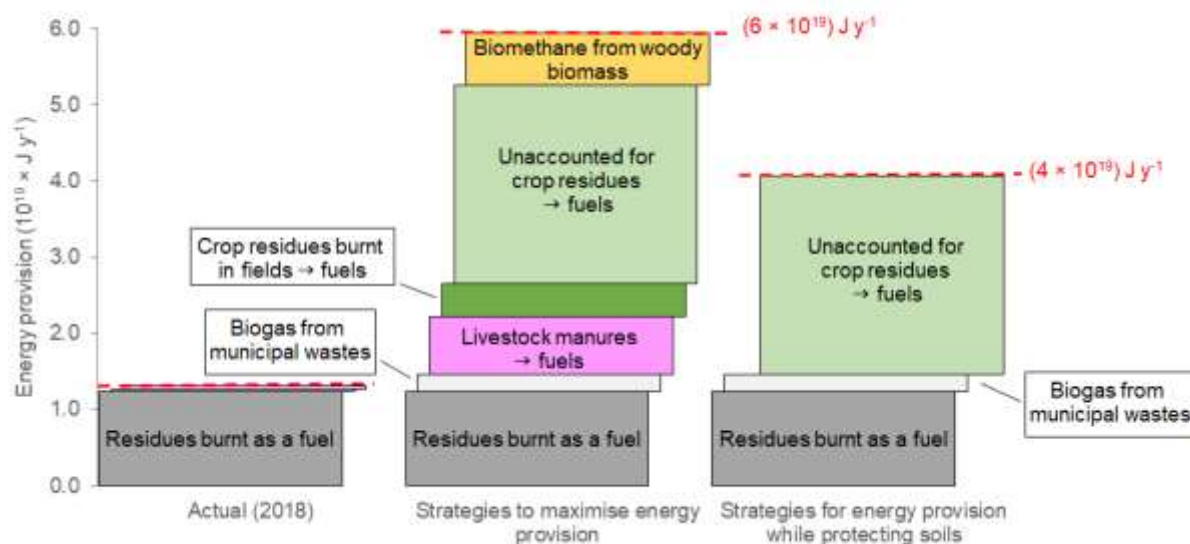 Energy provision (10¹⁹ × J y⁻¹)
6.0
5.0
4.0
3.0
2.0
1.0
0.0
(6 × 10¹⁹) J y⁻¹
Biomethane from woody
biomass
Unaccounted for
crop residues
→ fuels
(4 × 10¹⁹) J y⁻¹
Crop residues burnt
in fields → fuels
Unaccounted for
crop residues
→ fuels
Biogas from
municipal wastes
Livestock manures
→ fuels
Biogas from
municipal wastes
Residues burnt as a fuel
Residues burnt as a fuel
Residues burnt as a fuel
Actual (2018)
Strategies to maximise energy
provision
Strategies for energy provision
while protecting soils